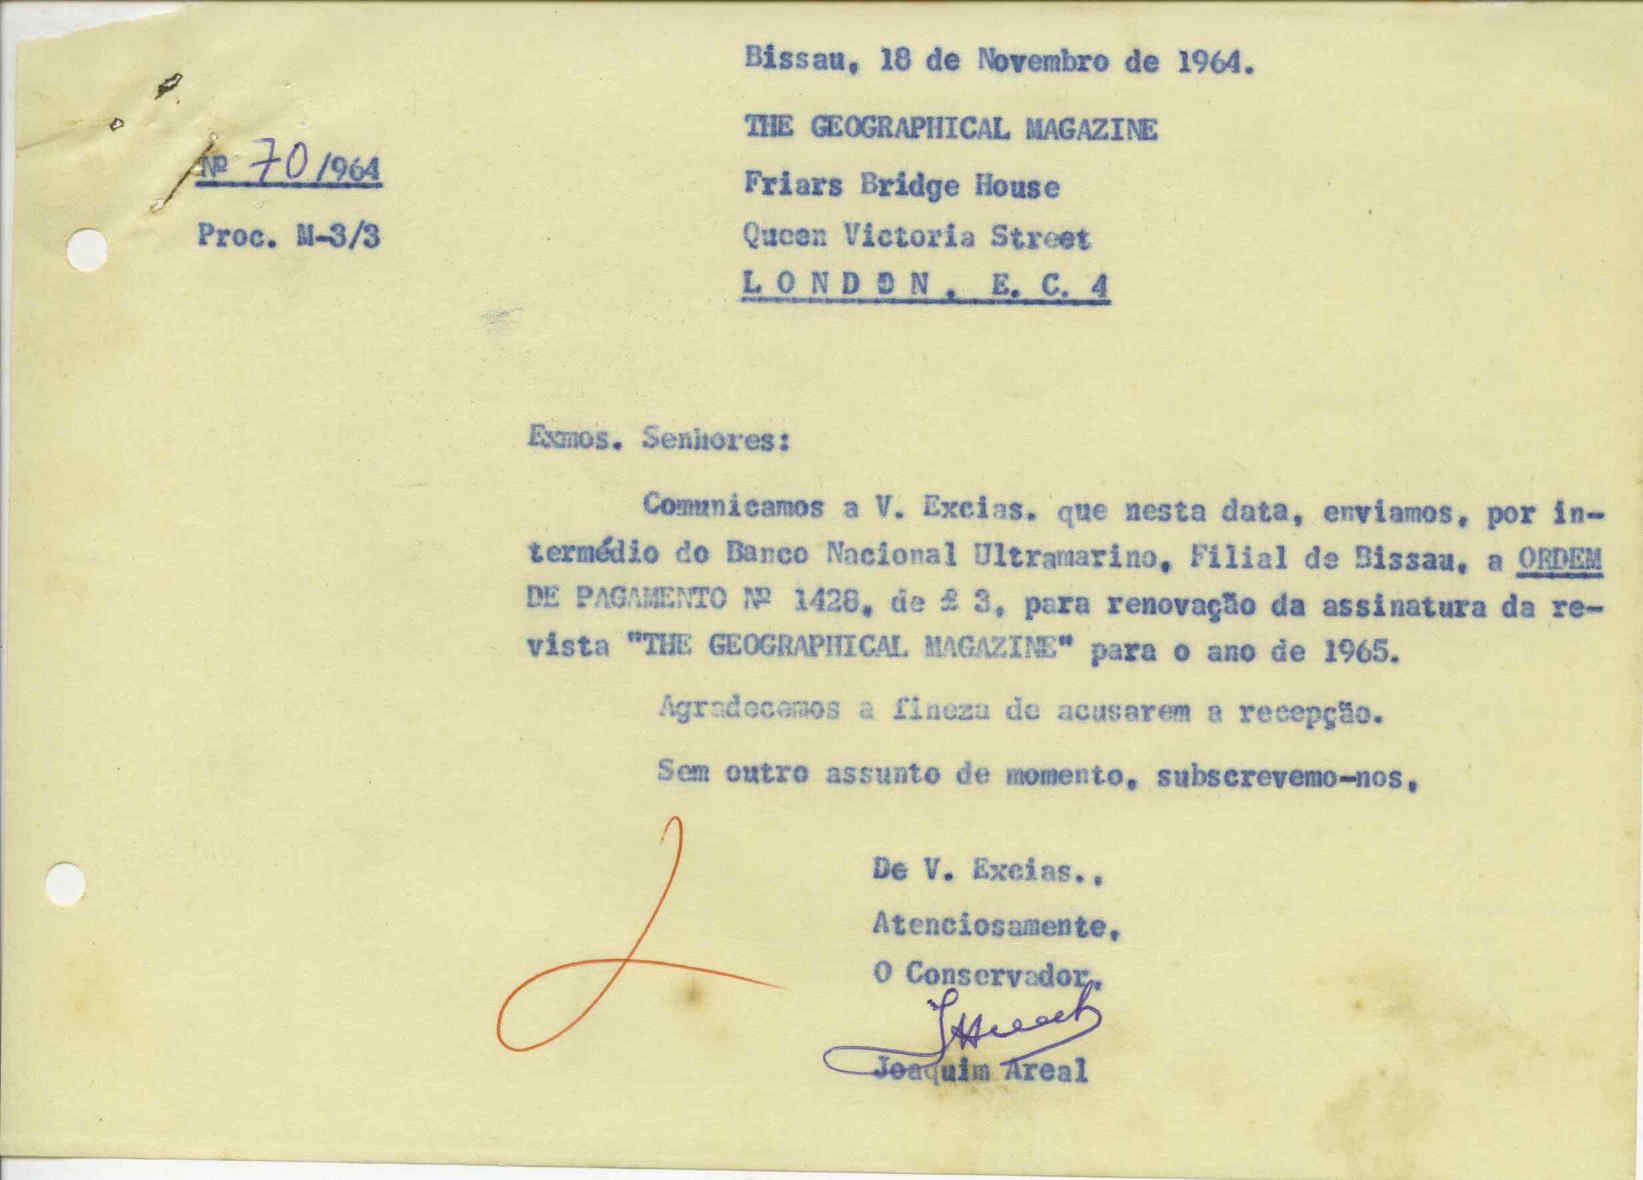 Bissau, 18 de Novembro de 1964.
THE GEOGRAPHICAL MAGAZINE
Nº 70/964
Friars Bridge House
Proc. M-3/3
Queen Victoria Street
LONDON, E. C. 4
Exmos. Senhores:
Comunicamos a V. Excias. que nesta data, enviamos, por in-
termédio do Banco Nacional Ultramarino, Filial de Bissau, a ORDEM
DE PAGAMENTO Nº 1428, de £ 3, para renovação da assinatura da re-
vista "THE GEOGRAPHICAL MAGAZINE" para o ano de 1965.
Agradecemos a fineza de acusarem a recepção.
Sem outro assunto de momento, subscrevemo-nos,
De V. Excias.,
Atenciosamente,
O Conservador,
Joaquim Areal